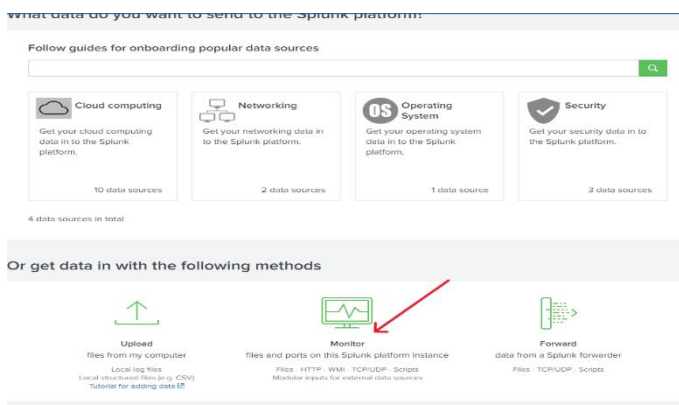 What data do you want to send to the Splunk platform?
Follow guides for onboarding popular data sources
Cloud computing
Get your cloud computing
data in to the Splunk
platform.
10 data sources
Networking
Get your networking data in
to the Splunk platform.
2 data sources
OS
Operating
System
Get your operating system
data in to the Splunk
platform.
1 data source
Security
Get your security data in to
the Splunk platform.
3 data sources
4 data sources in total
Or get data in with the following methods
Upload
files from my computer
Local log files
Local structured files (e.g. CSV)
Tutorial for adding data
Monitor
files and ports on this Splunk platform instance
Files - HTTP - WMI - TCP/UDP - Scripts
Modular inputs for external data sources
Forward
data from a Splunk forwarder
Files - TCP/UDP - Scripts